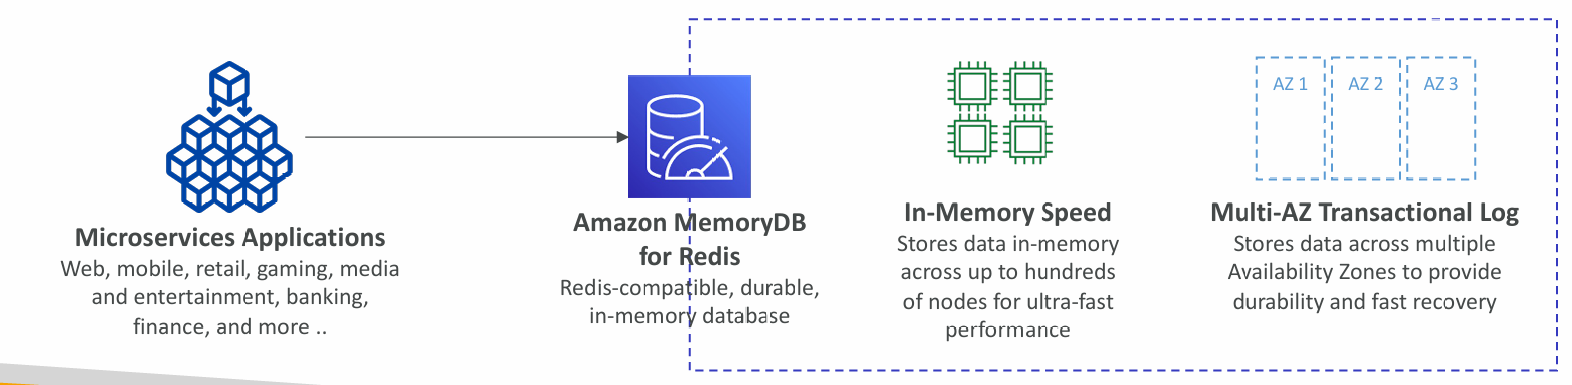 Microservices Applications
Web, mobile, retail, gaming, media
and entertainment, banking,
finance, and more ..
Amazon MemoryDB
for Redis
Redis-compatible, durable,
in-memory database
In-Memory Speed
Stores data in-memory
across up to hundreds
of nodes for ultra-fast
performance
AZ 1
AZ 2
AZ 3
Multi-AZ Transactional Log
Stores data across multiple
Availability Zones to provide
durability and fast recovery